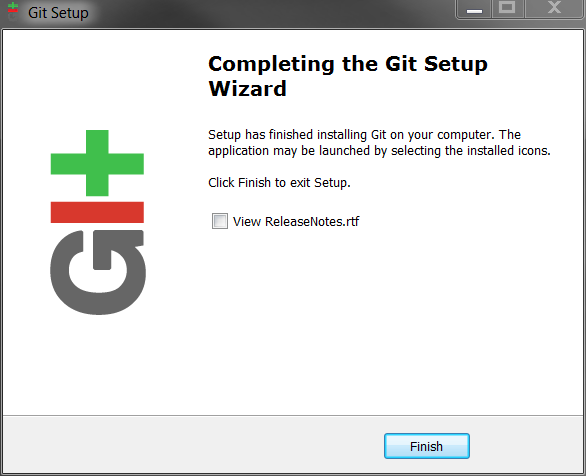 Git Setup
Completing the Git Setup
Wizard
Setup has finished installing Git on your computer. The
application may be launched by selecting the installed icons.
Click Finish to exit Setup.
View ReleaseNotes.rtf
GIt
Finish